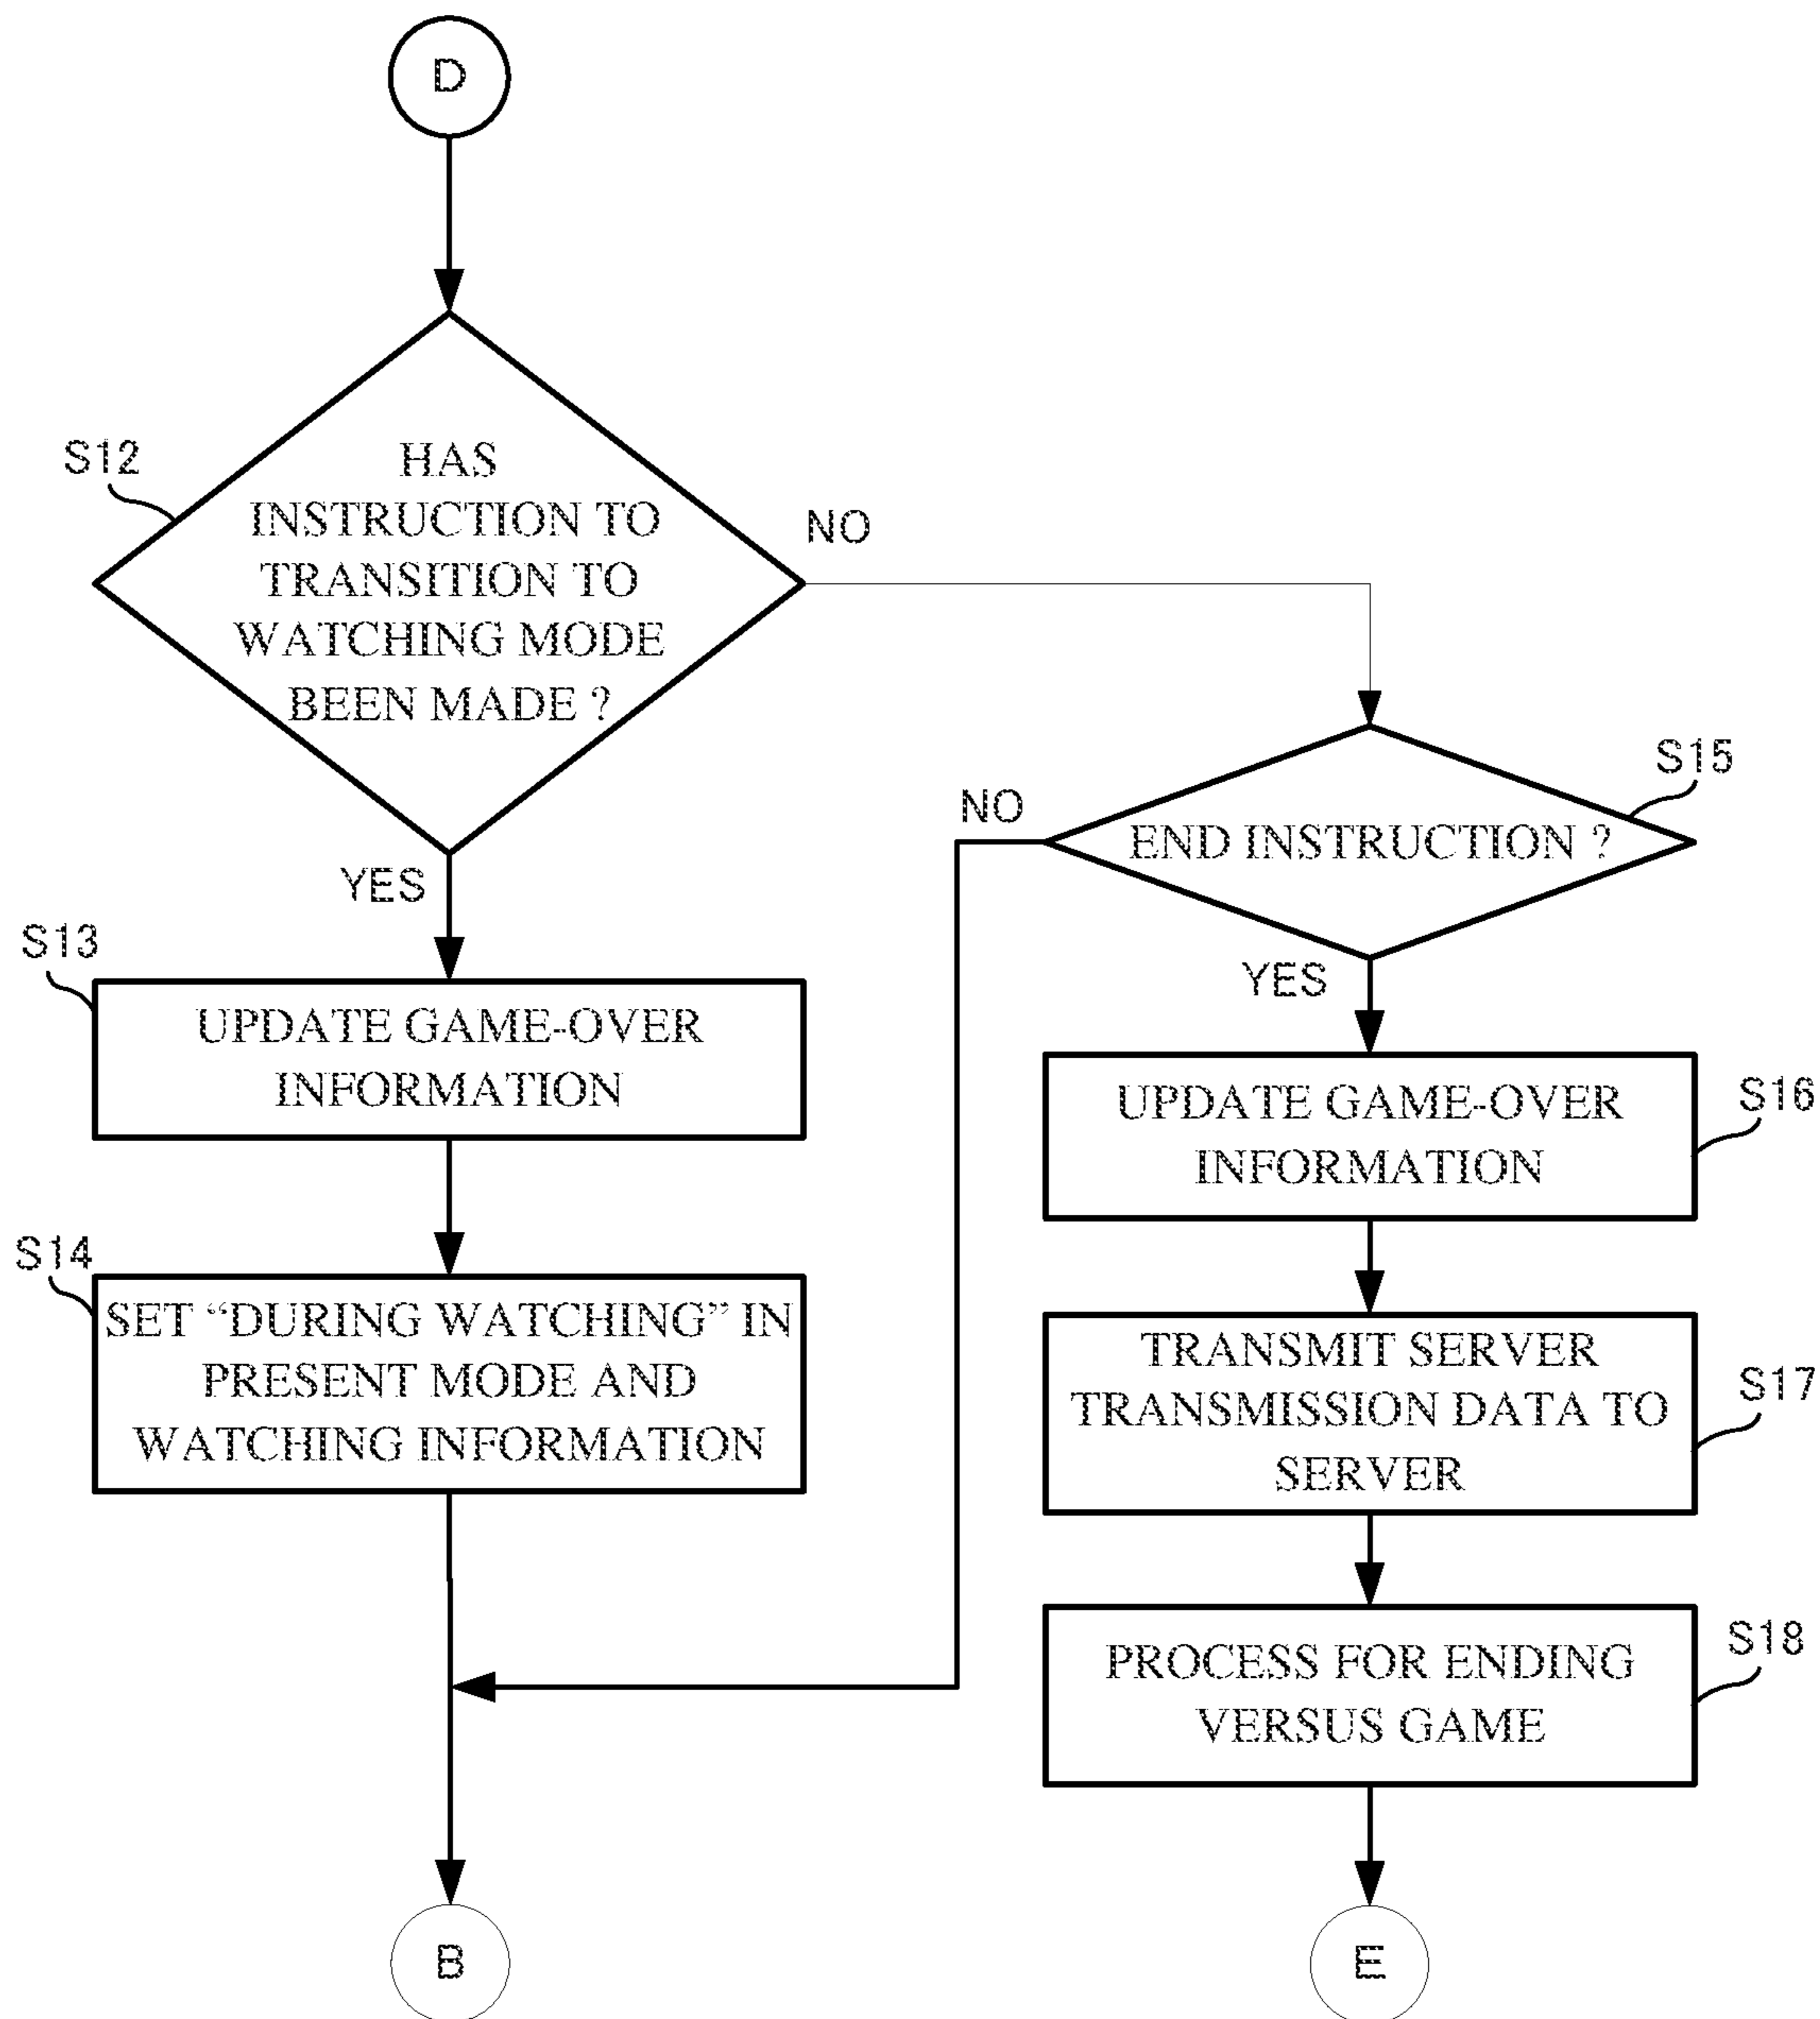 D
S12
HAS
INSTRUCTION TO
TRANSITION TO
WATCHING MODE
BEEN MADE ?
NO
YES
S15
NO
END INSTRUCTION ?
YES
S13
UPDATE GAME-OVER
INFORMATION
S16
UPDATE GAME-OVER
INFORMATION
S14
SET “DURING WATCHING” IN
PRESENT MODE AND
WATCHING INFORMATION
S17
TRANSMIT SERVER
TRANSMISSION DATA TO
SERVER
S18
PROCESS FOR ENDING
VERSUS GAME
B
E